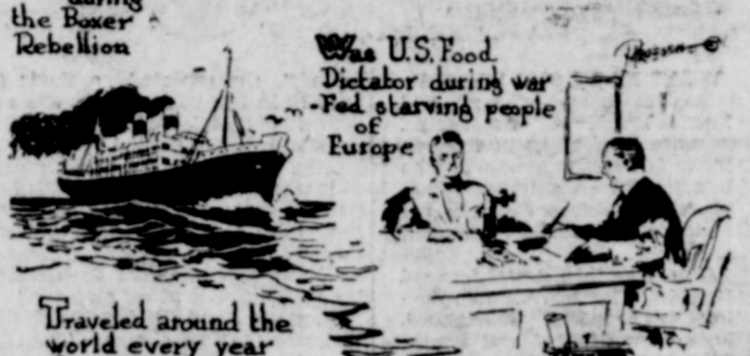 during
the Boxer
Rebellion
Was U.S. Food
Dictator during war
-Fed starving people
of
Europe
Traveled around the
world every year